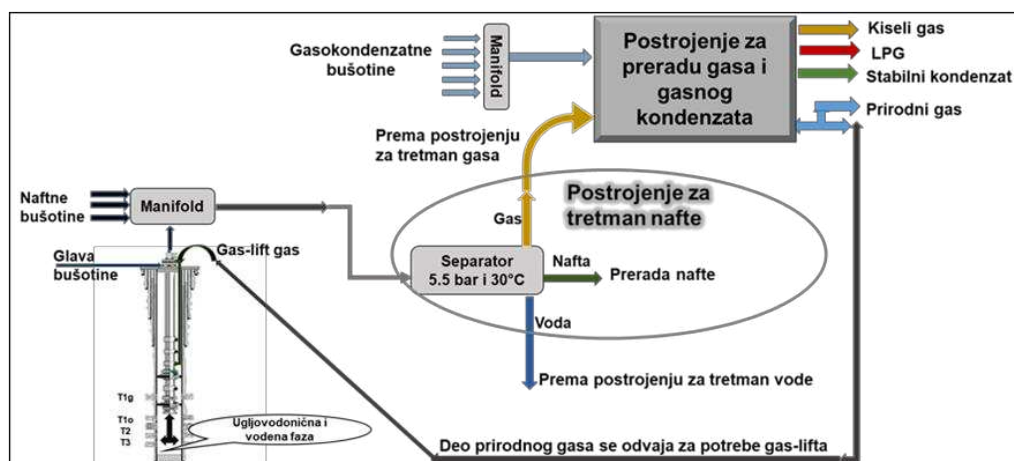 Gasokondenzatne
bušotine
Manifold
Postrojenje za
preradu gasa i
gasnog
kondenzata
Kiseli gas
LPG
Stabilni kondenzat
Prirodni gas
Prema postrojenju
za tretman gasa
Naftne
bušotine
Manifold
Postrojenje za
tretman nafte
Gas
Glava
bušotine
Gas-lift gas
Separator
5.5 bar i 30°C
Nafta
Prerada nafte
Voda
Prema postrojenju za tretman vode
T1g
T1o
T2
T3
Ugljovodonična i
vodena faza
Deo prirodnog gasa se odvaja za potrebe gas-lifta